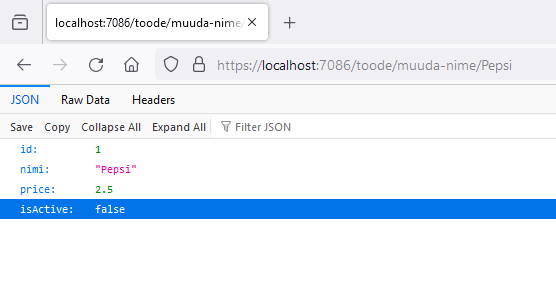 localhost:7086/toode/muuda-nime/
https://localhost:7086/toode/muuda-nime/Pepsi
JSON Raw Data Headers
Save Copy Collapse All Expand All Filter JSON
id: 1
nimi: "Pepsi"
price: 2.5
isActive: false